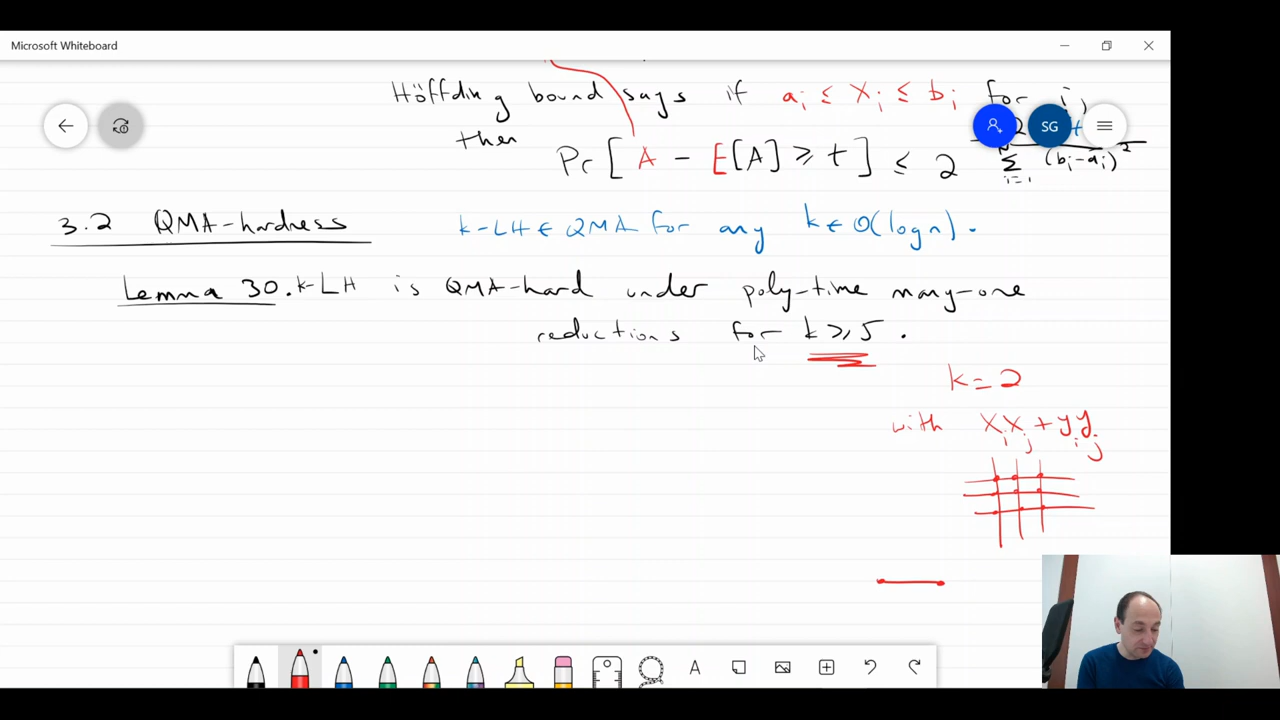 Microsoft Whiteboard
Höffding bound says if aᵢ ≤ Xᵢ ≤ bᵢ for i,
then Pr[A - E[A] ≥ t] ≤ 2
∑ᵢ₌₁ (bᵢ-aᵢ)²
SG
3.2 QMA-hardness
k-LH ∈ QMA for any k ∈ O(log n).
Lemma 30. k-LH is QMA-hard under poly-time many-one
reductions for k ≥ 5.
k = 2
with XᵢXⱼ + YᵢYⱼ
A